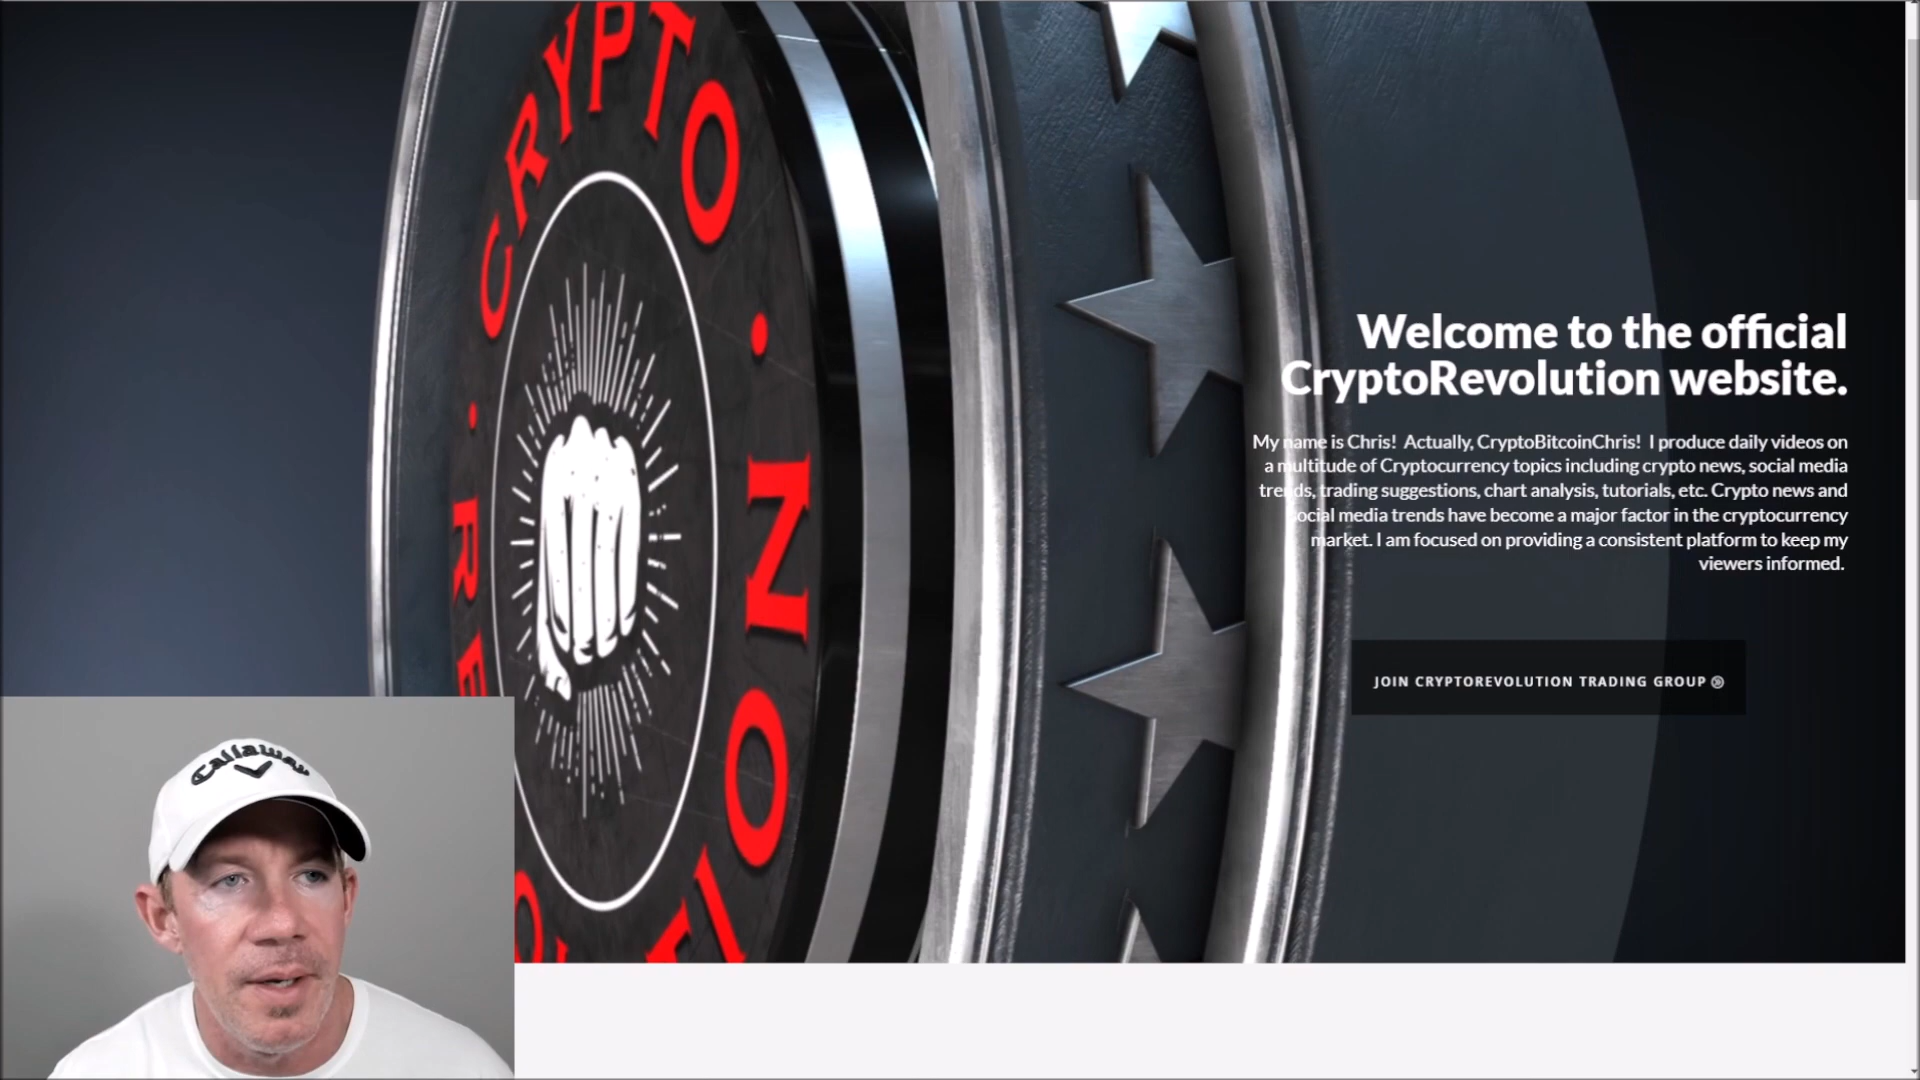 CRYPTO
Welcome to the official
CryptoRevolution website.
My name is Chris!  Actually, CryptoBitcoinChris!  I produce daily videos on
a multitude of Cryptocurrency topics including crypto news, social media
trends, trading suggestions, chart analysis, tutorials, etc. Crypto news and
social media trends have become a major factor in the cryptocurrency
market. I am focused on providing a consistent platform to keep my
viewers informed.
JOIN CRYPTOREVOLUTION TRADING GROUP
Callaway